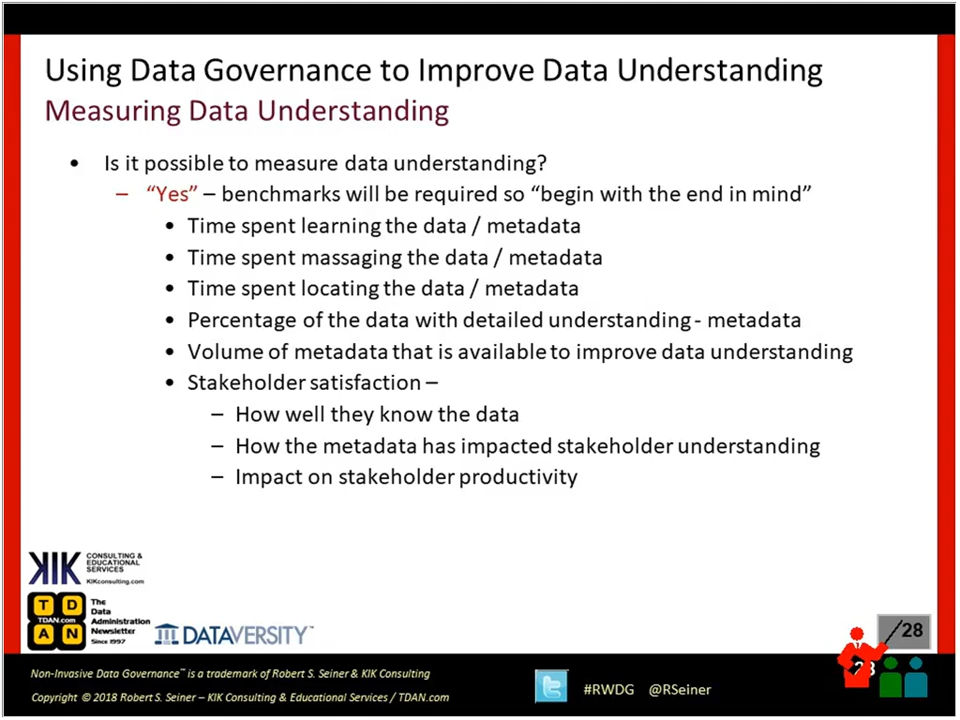 Using Data Governance to Improve Data Understanding
Measuring Data Understanding
• Is it possible to measure data understanding?
– “Yes” – benchmarks will be required so “begin with the end in mind”
• Time spent learning the data / metadata
• Time spent massaging the data / metadata
• Time spent locating the data / metadata
• Percentage of the data with detailed understanding - metadata
• Volume of metadata that is available to improve data understanding
• Stakeholder satisfaction –
– How well they know the data
– How the metadata has impacted stakeholder understanding
– Impact on stakeholder productivity
KIK
CONSULTING &
EDUCATIONAL
SERVICES
KIKconsulting.com
T D
TDAN.com
A N
The
Data
Administration
Newsletter
Since 1997
DATAVERSITY™
28
Non-Invasive Data Governance™ is a trademark of Robert S. Seiner & KIK Consulting
Copyright © 2018 Robert S. Seiner – KIK Consulting & Educational Services / TDAN.com
#RWDG @RSeiner